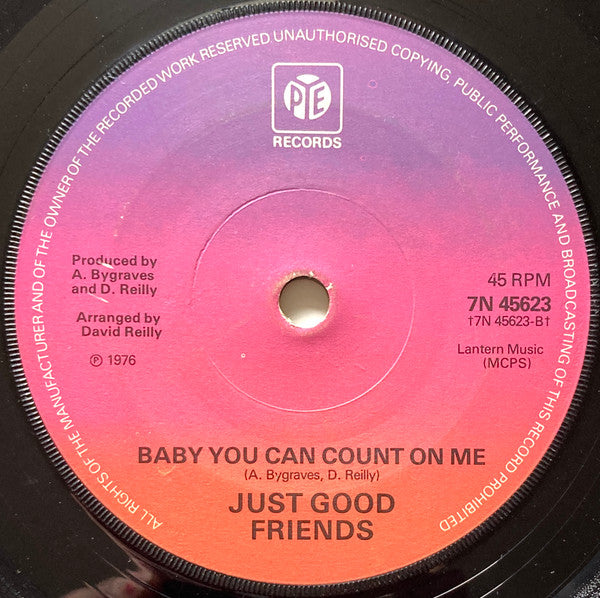 ALL RIGHTS OF THE MANUFACTURER AND OF THE OWNER OF THE RECORDED WORK RESERVED. UNAUTHORISED COPYING, PUBLIC PERFORMANCE AND BROADCASTING OF THIS RECORD PROHIBITED
PYE
RECORDS
Produced by
A. Bygraves
and D. Reilly
Arranged by
David Reilly
℗ 1976
45 RPM
7N 45623
†7N 45623-B†
Lantern Music
(MCPS)
BABY YOU CAN COUNT ON ME
(A. Bygraves, D. Reilly)
JUST GOOD
FRIENDS